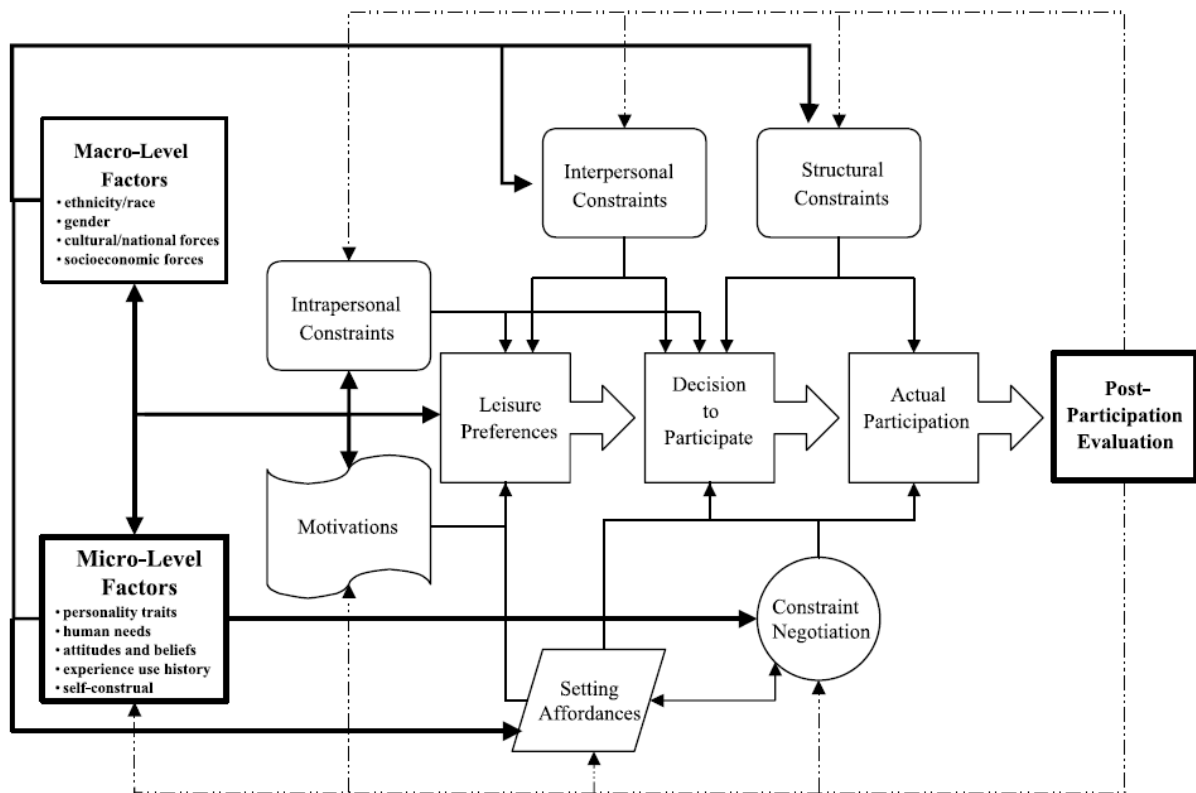 Macro-Level
Factors
• ethnicity/race
• gender
• cultural/national forces
• socioeconomic forces
Interpersonal
Constraints
Structural
Constraints
Intrapersonal
Constraints
Leisure
Preferences
Decision
to
Participate
Actual
Participation
Post-
Participation
Evaluation
Motivations
Micro-Level
Factors
• personality traits
• human needs
• attitudes and beliefs
• experience use history
• self-construal
Constraint
Negotiation
Setting
Affordances